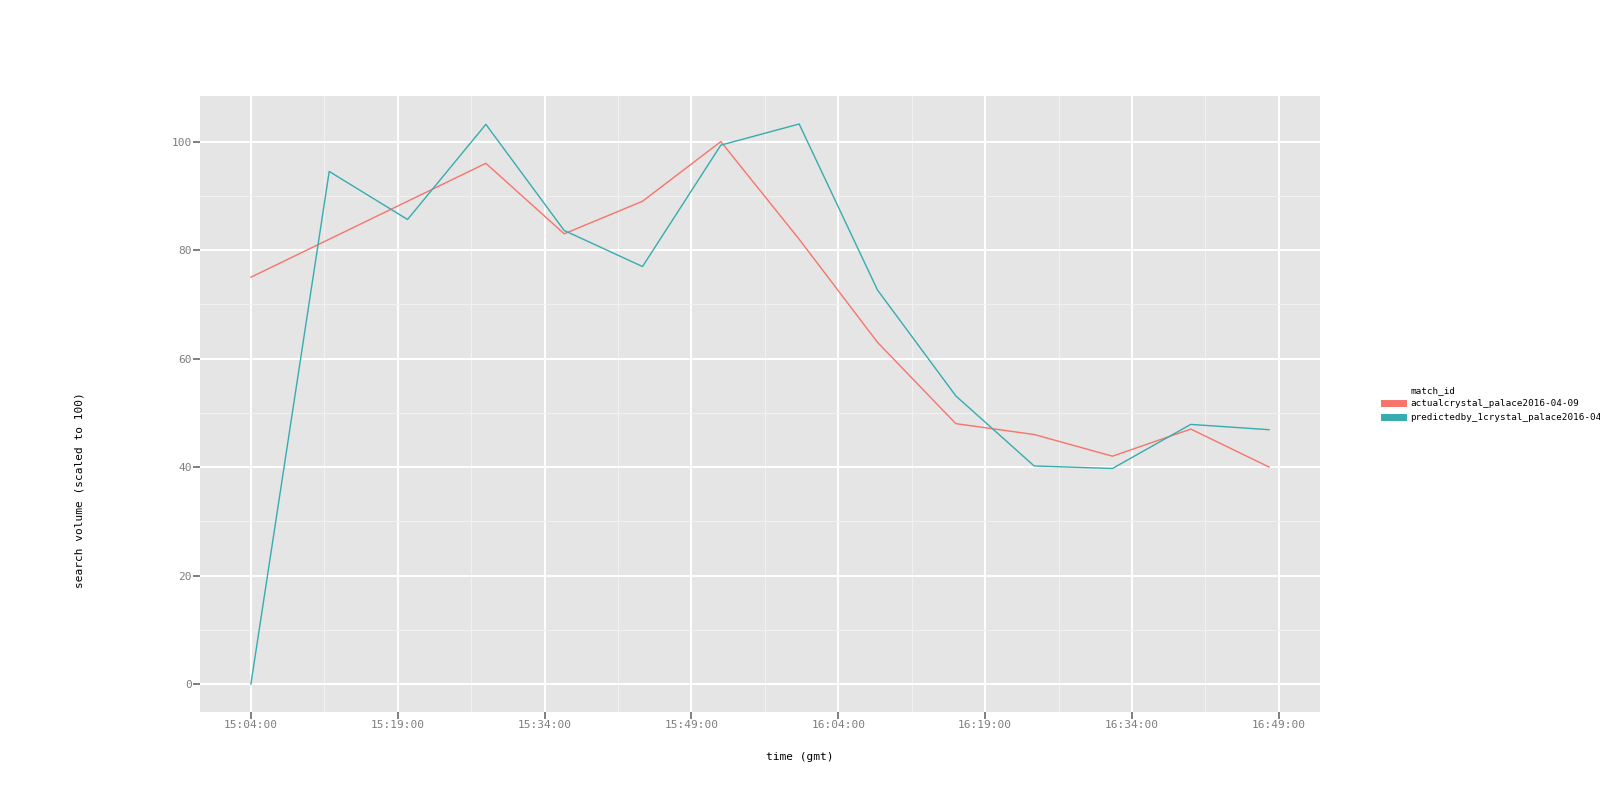 100
80
60
40
20
0
search volume (scaled to 100)
15:04:00 15:19:00 15:34:00 15:49:00 16:04:00 16:19:00 16:34:00 16:49:00
time (gmt)
match_id
actualcrystal_palace2016-04-09
predictedby_1crystal_palace2016-04